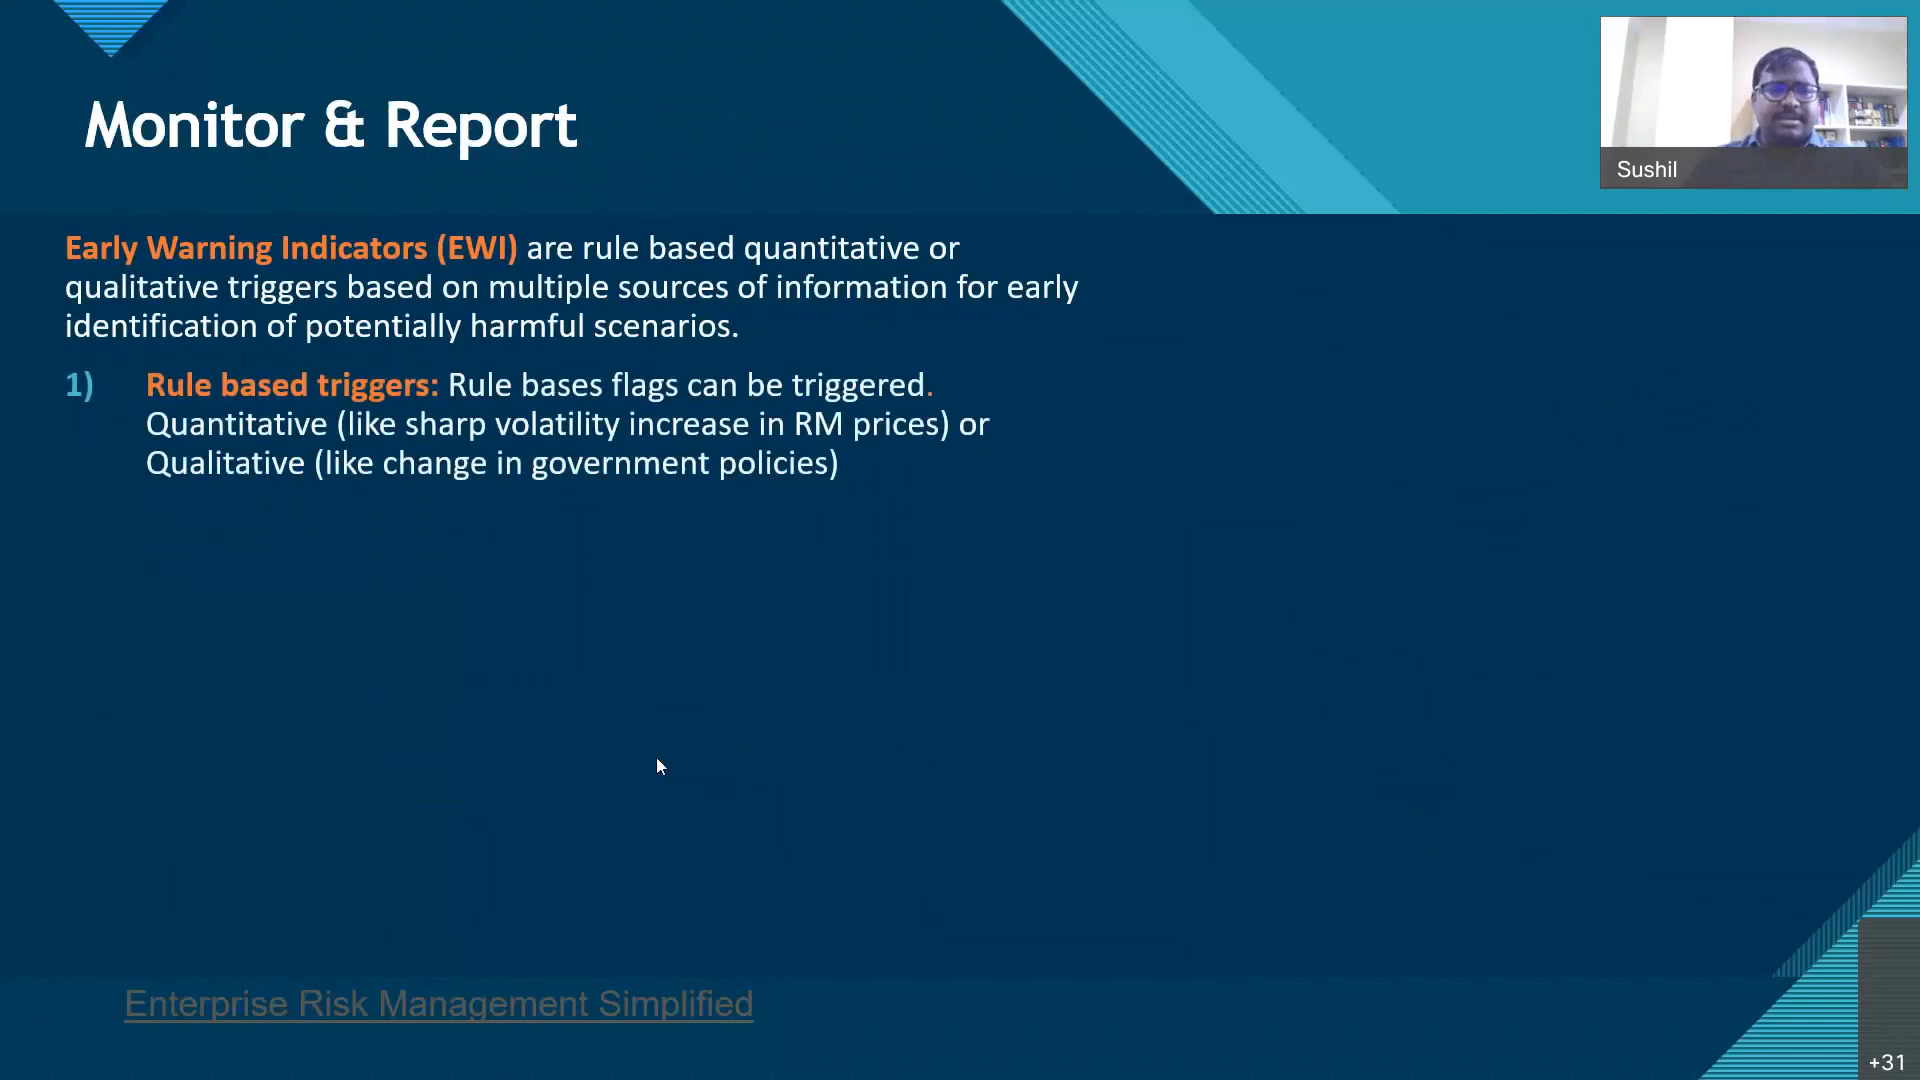 Monitor & Report
Sushil
Early Warning Indicators (EWI) are rule based quantitative or
qualitative triggers based on multiple sources of information for early
identification of potentially harmful scenarios.
1) Rule based triggers: Rule bases flags can be triggered.
Quantitative (like sharp volatility increase in RM prices) or
Qualitative (like change in government policies)
Enterprise Risk Management Simplified
+31